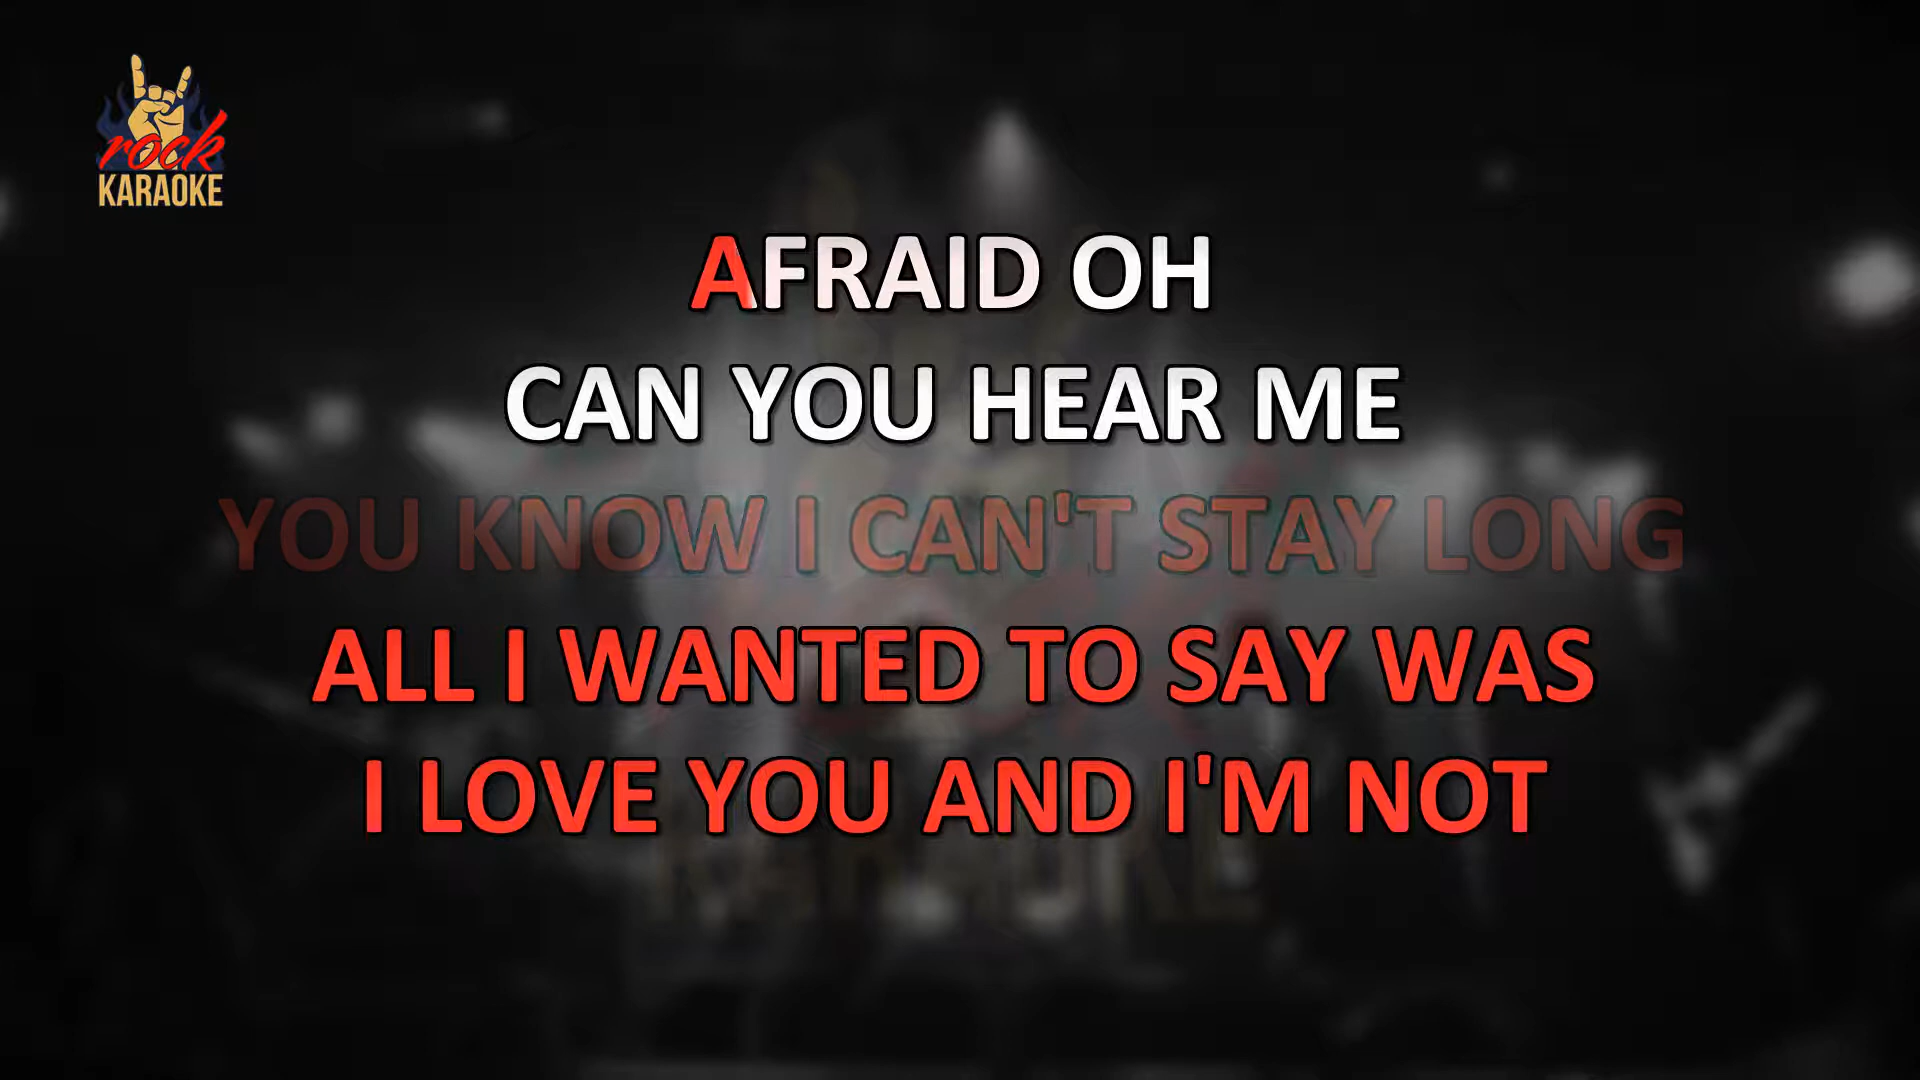 rock
KARAOKE
AFRAID OH
CAN YOU HEAR ME
YOU KNOW I CAN'T STAY LONG
ALL I WANTED TO SAY WAS
I LOVE YOU AND I'M NOT